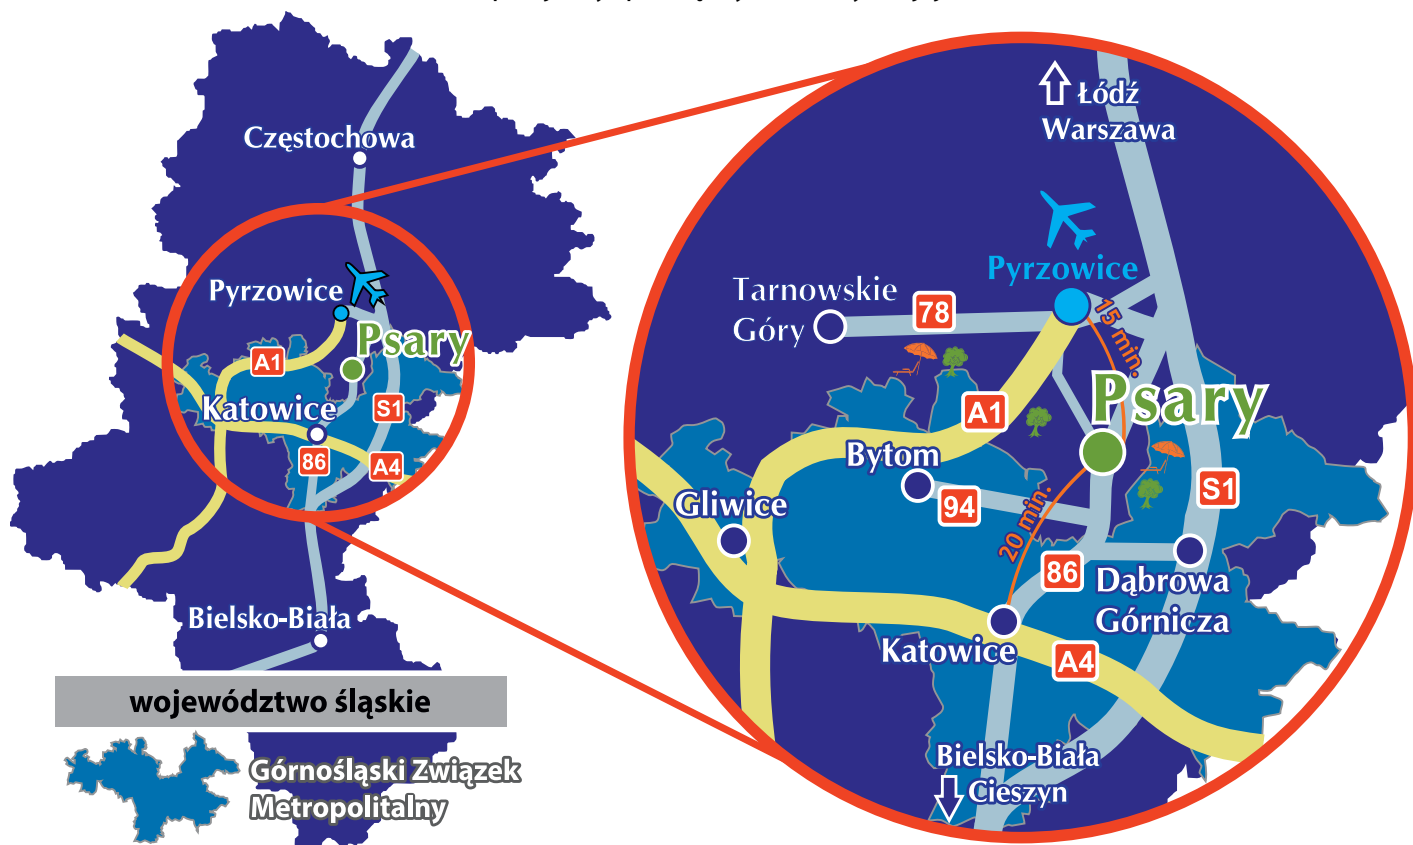 Częstochowa
Pyrzowice
Psary
A1
Katowice
S1
86
A4
Bielsko-Biała
województwo śląskie
Górnośląski Związek
Metropolitalny
Łódź
Warszawa
Pyrzowice
Tarnowskie
Góry
78
15 min.
Psary
A1
Bytom
94
Gliwice
S1
20 min.
86
Dąbrowa
Górnicza
Katowice
A4
Bielsko-Biała
Cieszyn